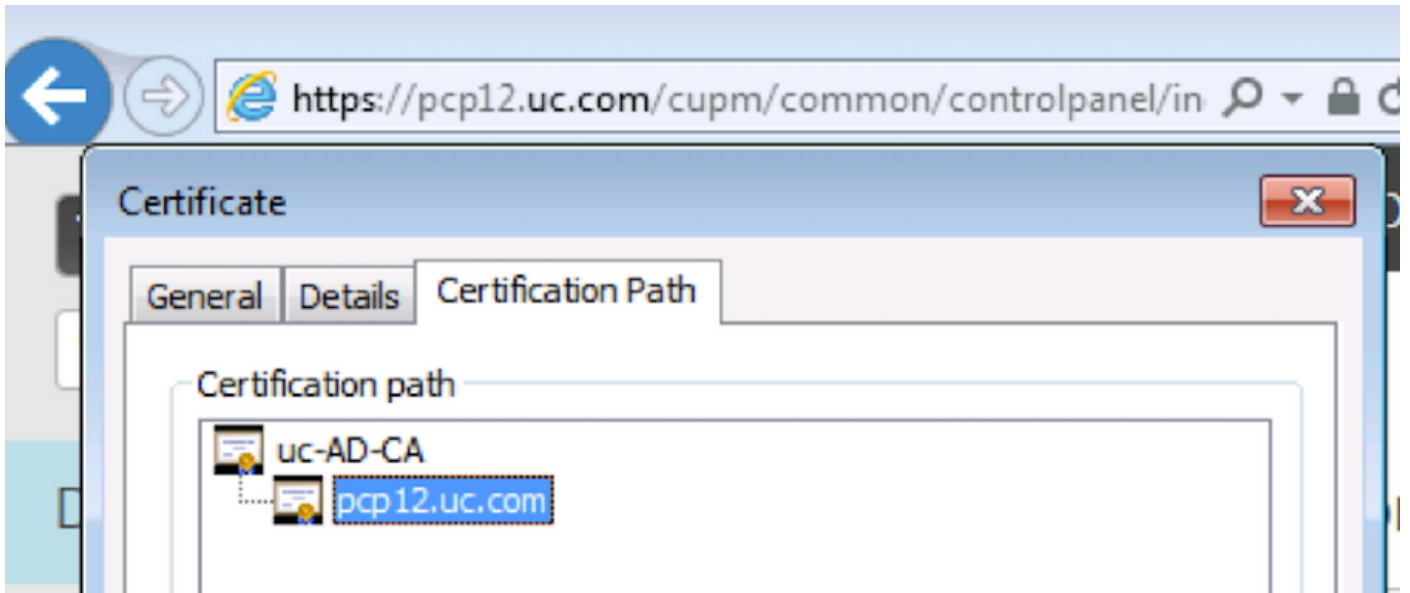 https://pcp12.uc.com/cupm/common/controlpanel/in
Certificate
General Details Certification Path
Certification path
uc-AD-CA
pcp12.uc.com